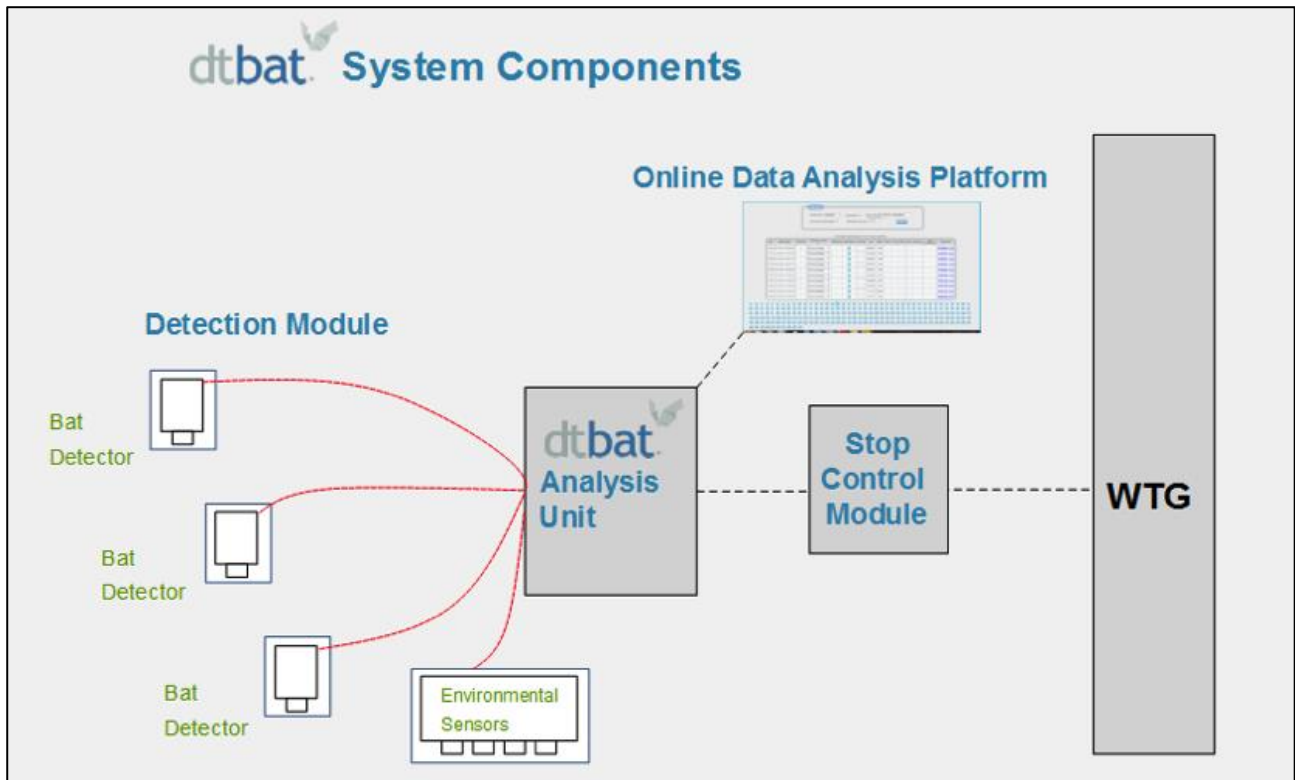 dtbat. System Components
Online Data Analysis Platform
Detection Module
Bat
Detector
Bat
Detector
Bat
Detector
Environmental
Sensors
dtbat.
Analysis
Unit
Stop
Control
Module
WTG